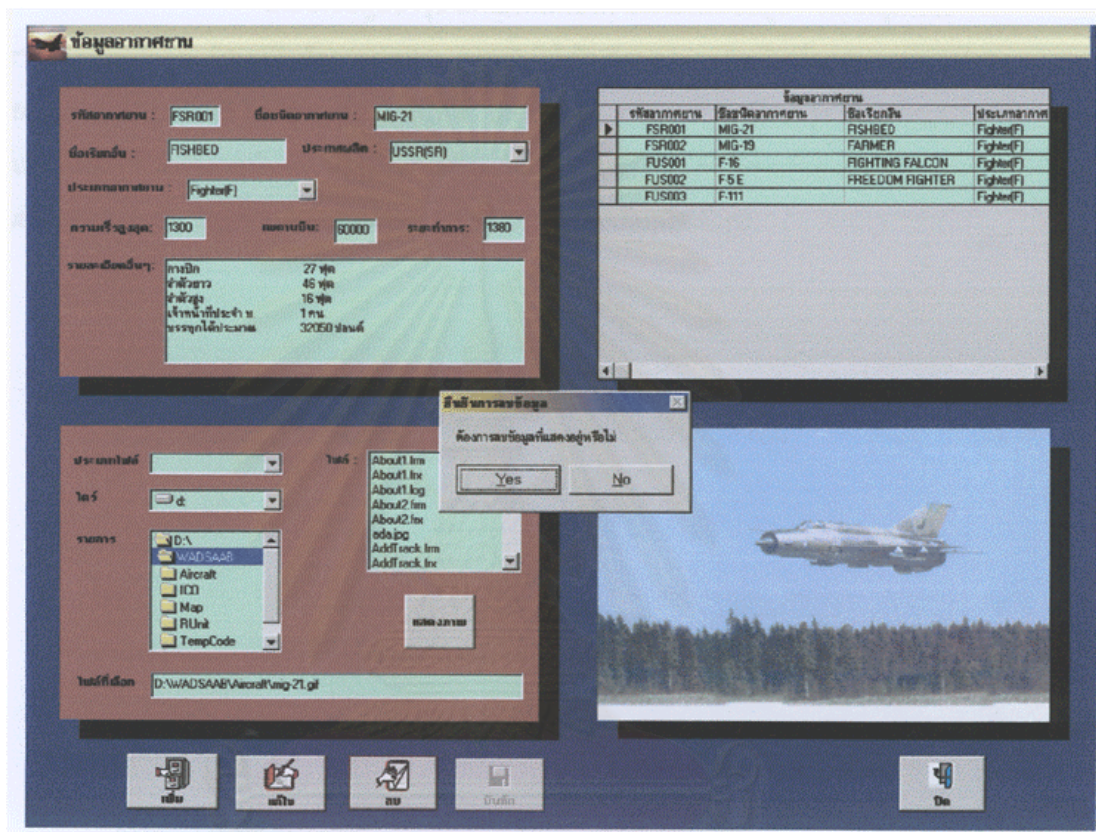 ข้อมูลอากาศยาน
รหัสอากาศยาน : FSR001 ชื่อชนิดอากาศยาน : MIG-21
ชื่อเรียกอื่น : FISHBED ประเทศผลิต : USSR(SR)
ประเภทอากาศยาน : Fighter(F)
ความเร็วสูงสุด: 1300 เพดานบิน: 60000 ระยะทำการ: 1380
รายละเอียดอื่นๆ:
กางปีก 27 ฟุต
ลำตัวยาว 46 ฟุต
ลำตัวสูง 16 ฟุต
เจ้าหน้าที่ประจำ บ 1 คน
บรรทุกได้ประมาณ 32050 ปอนด์
ข้อมูลอากาศยาน
รหัสอากาศยาน ชื่อชนิดอากาศยาน ชื่อเรียกอื่น ประเภทอากาศ
FSR001 MIG-21 FISHBED Fighter(F)
FSR002 MIG-19 FARMER Fighter(F)
FUS001 F-16 FIGHTING FALCON Fighter(F)
FUS002 F5 E FREEDOM FIGHTER Fighter(F)
FUS003 F-111 Fighter(F)
ยืนยันการลบข้อมูล
ต้องการลบข้อมูลที่แสดงอยู่หรือไม่
Yes No
ประเภทไฟล์
ไดร์ d:
รายการ
D:\
WADSAAB
Aircraft
ICO
Map
RUnit
TempCode
ไฟล์ :
About1.frm
About1.frx
About1.log
About2.frm
About2.frx
ada.jpg
AddTrack.frm
AddTrack.frx
แสดงภาพ
ไฟล์ที่เลือก D:\WADSAAB\Aircraft\mig-21.gif
เพิ่ม แก้ไข ลบ บันทึก ปิด